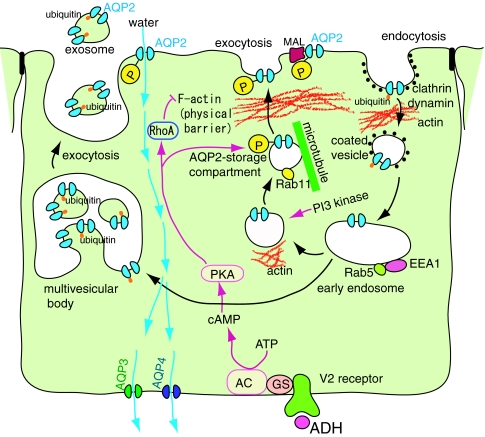 ubiquitin
AQP2
water
exosome
AQP2
P
ubiquitin
exocytosis
MAL
AQP2
P
P
endocytosis
clathrin
dynamin
ubiquitin
actin
F-actin
(physical
barrier)
RhoA
P
AQP2-storage
compartment
microtubule
Rab11
coated
vesicle
exocytosis
ubiquitin
ubiquitin
multivesicular
body
PI3 kinase
actin
Rab5
EEA1
early endosome
PKA
cAMP
ATP
AC
GS
V2 receptor
ADH
AQP3
AQP4